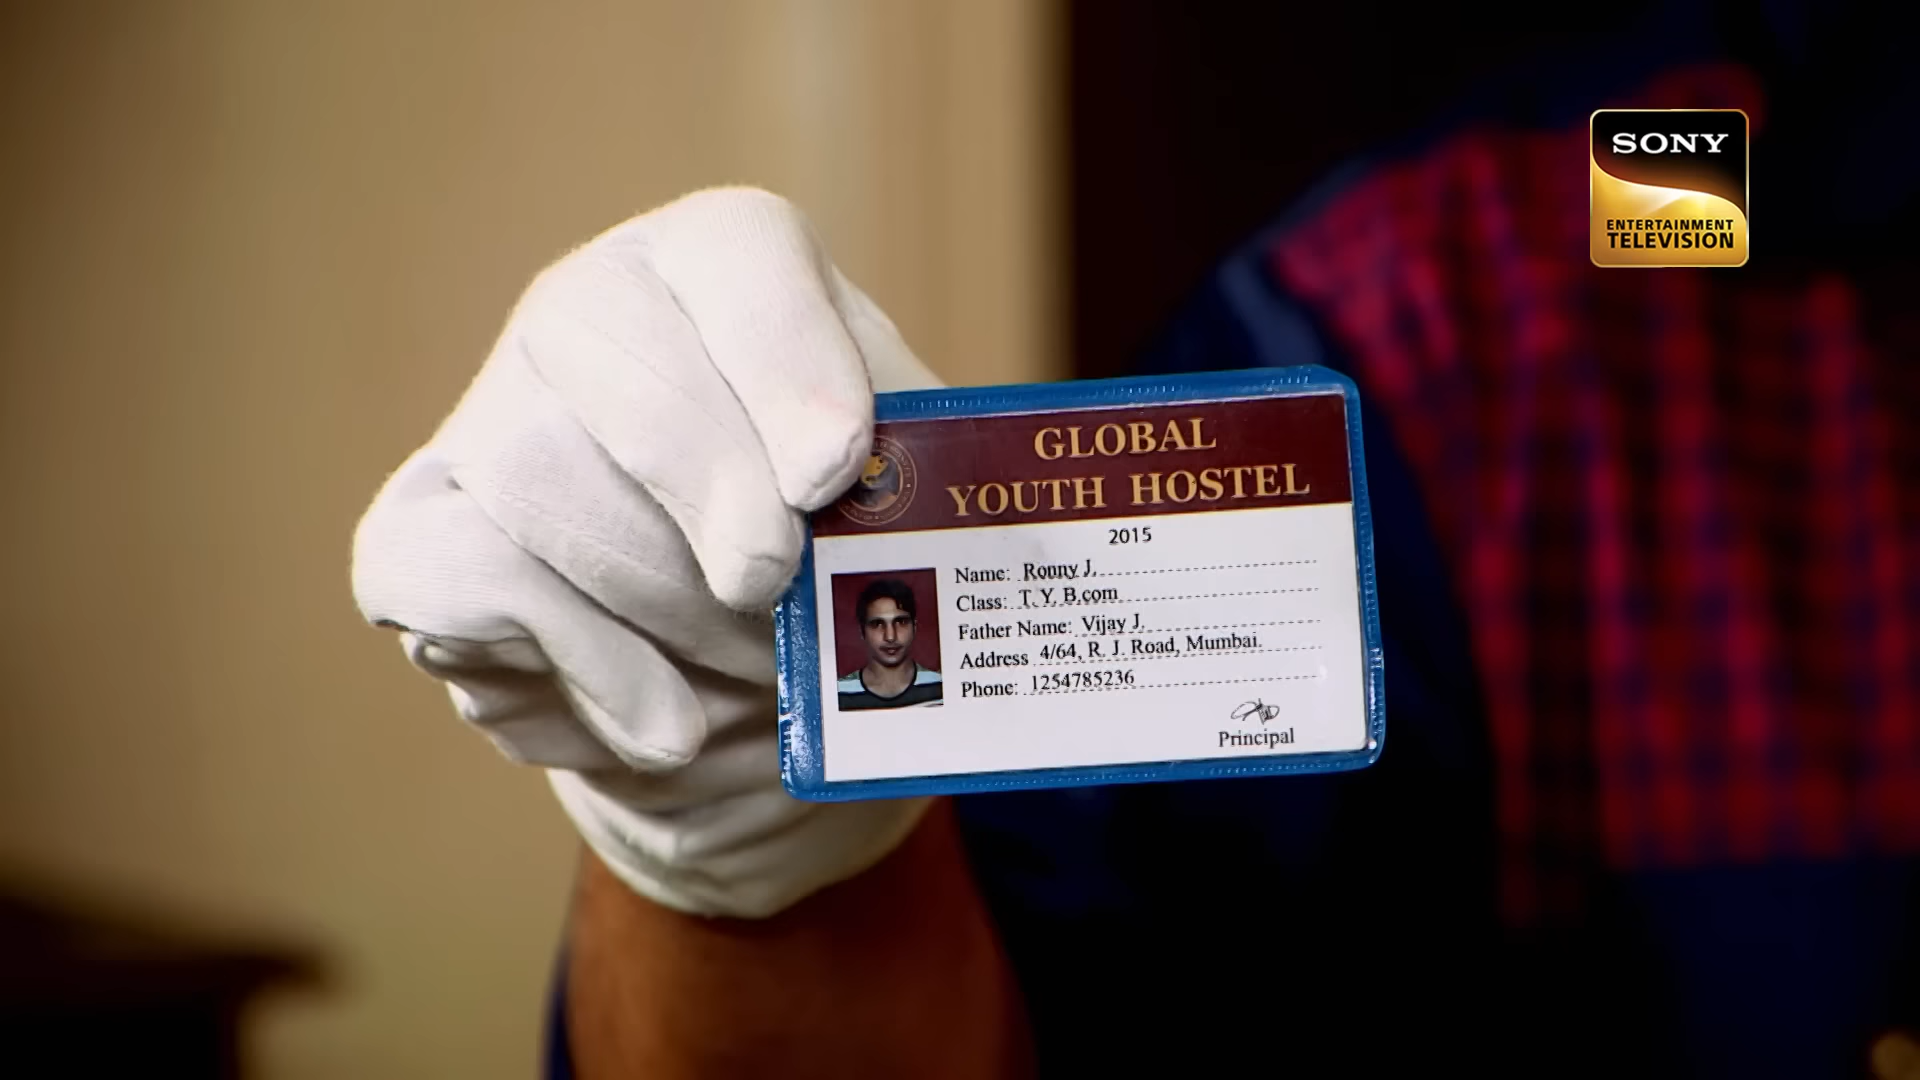 SONY
ENTERTAINMENT
TELEVISION
GLOBAL
YOUTH HOSTEL
2015
Name: Ronny J.
Class: T. Y. B.com
Father Name: Vijay J.
Address 4/64, R. J. Road, Mumbai.
Phone: 1254785236
Principal